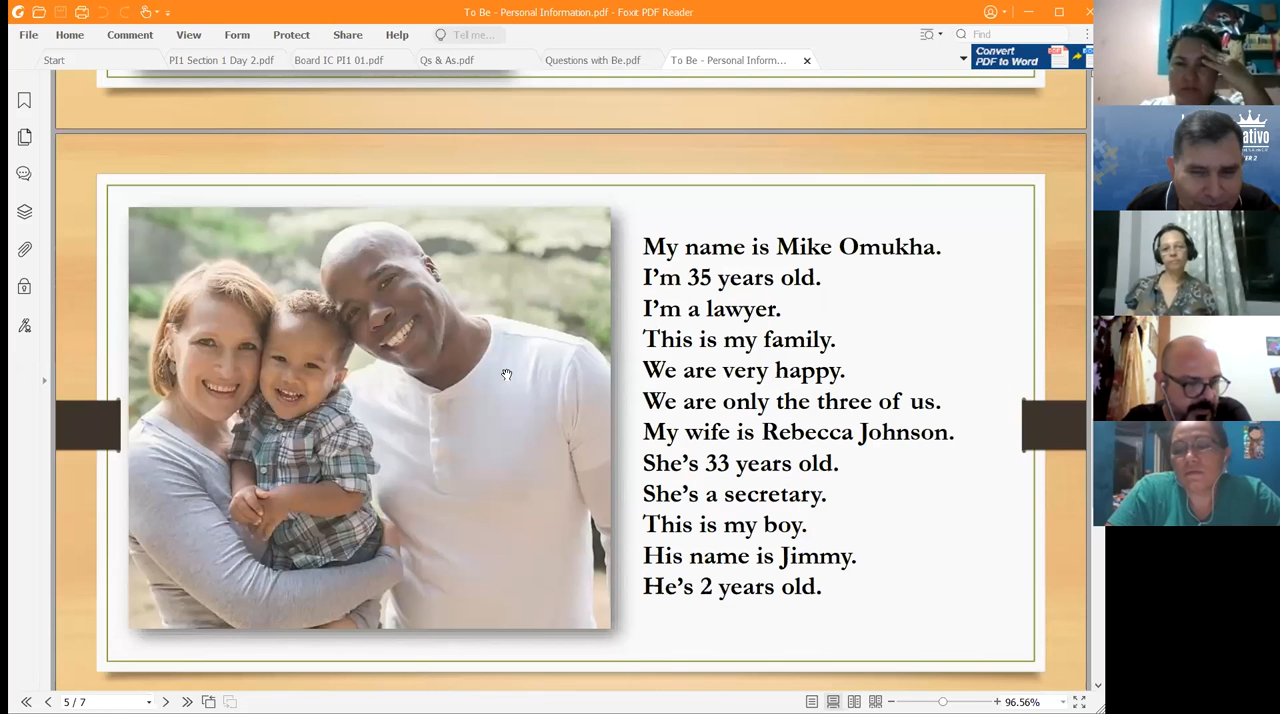 To Be - Personal Information.pdf - Foxit PDF Reader
File Home Comment View Form Protect Share Help Tell me... Find
Start PI1 Section 1 Day 2.pdf Board IC PI1 11.pdf Qs & As.pdf Questions with Be.pdf To Be - Personal Inform...
Convert
PDF to Word
My name is Mike Omukha.
I'm 35 years old.
I'm a lawyer.
This is my family.
We are very happy.
We are only the three of us.
My wife is Rebecca Johnson.
She's 33 years old.
She's a secretary.
This is my boy.
His name is Jimmy.
He's 2 years old.
5 / 7
96.56%